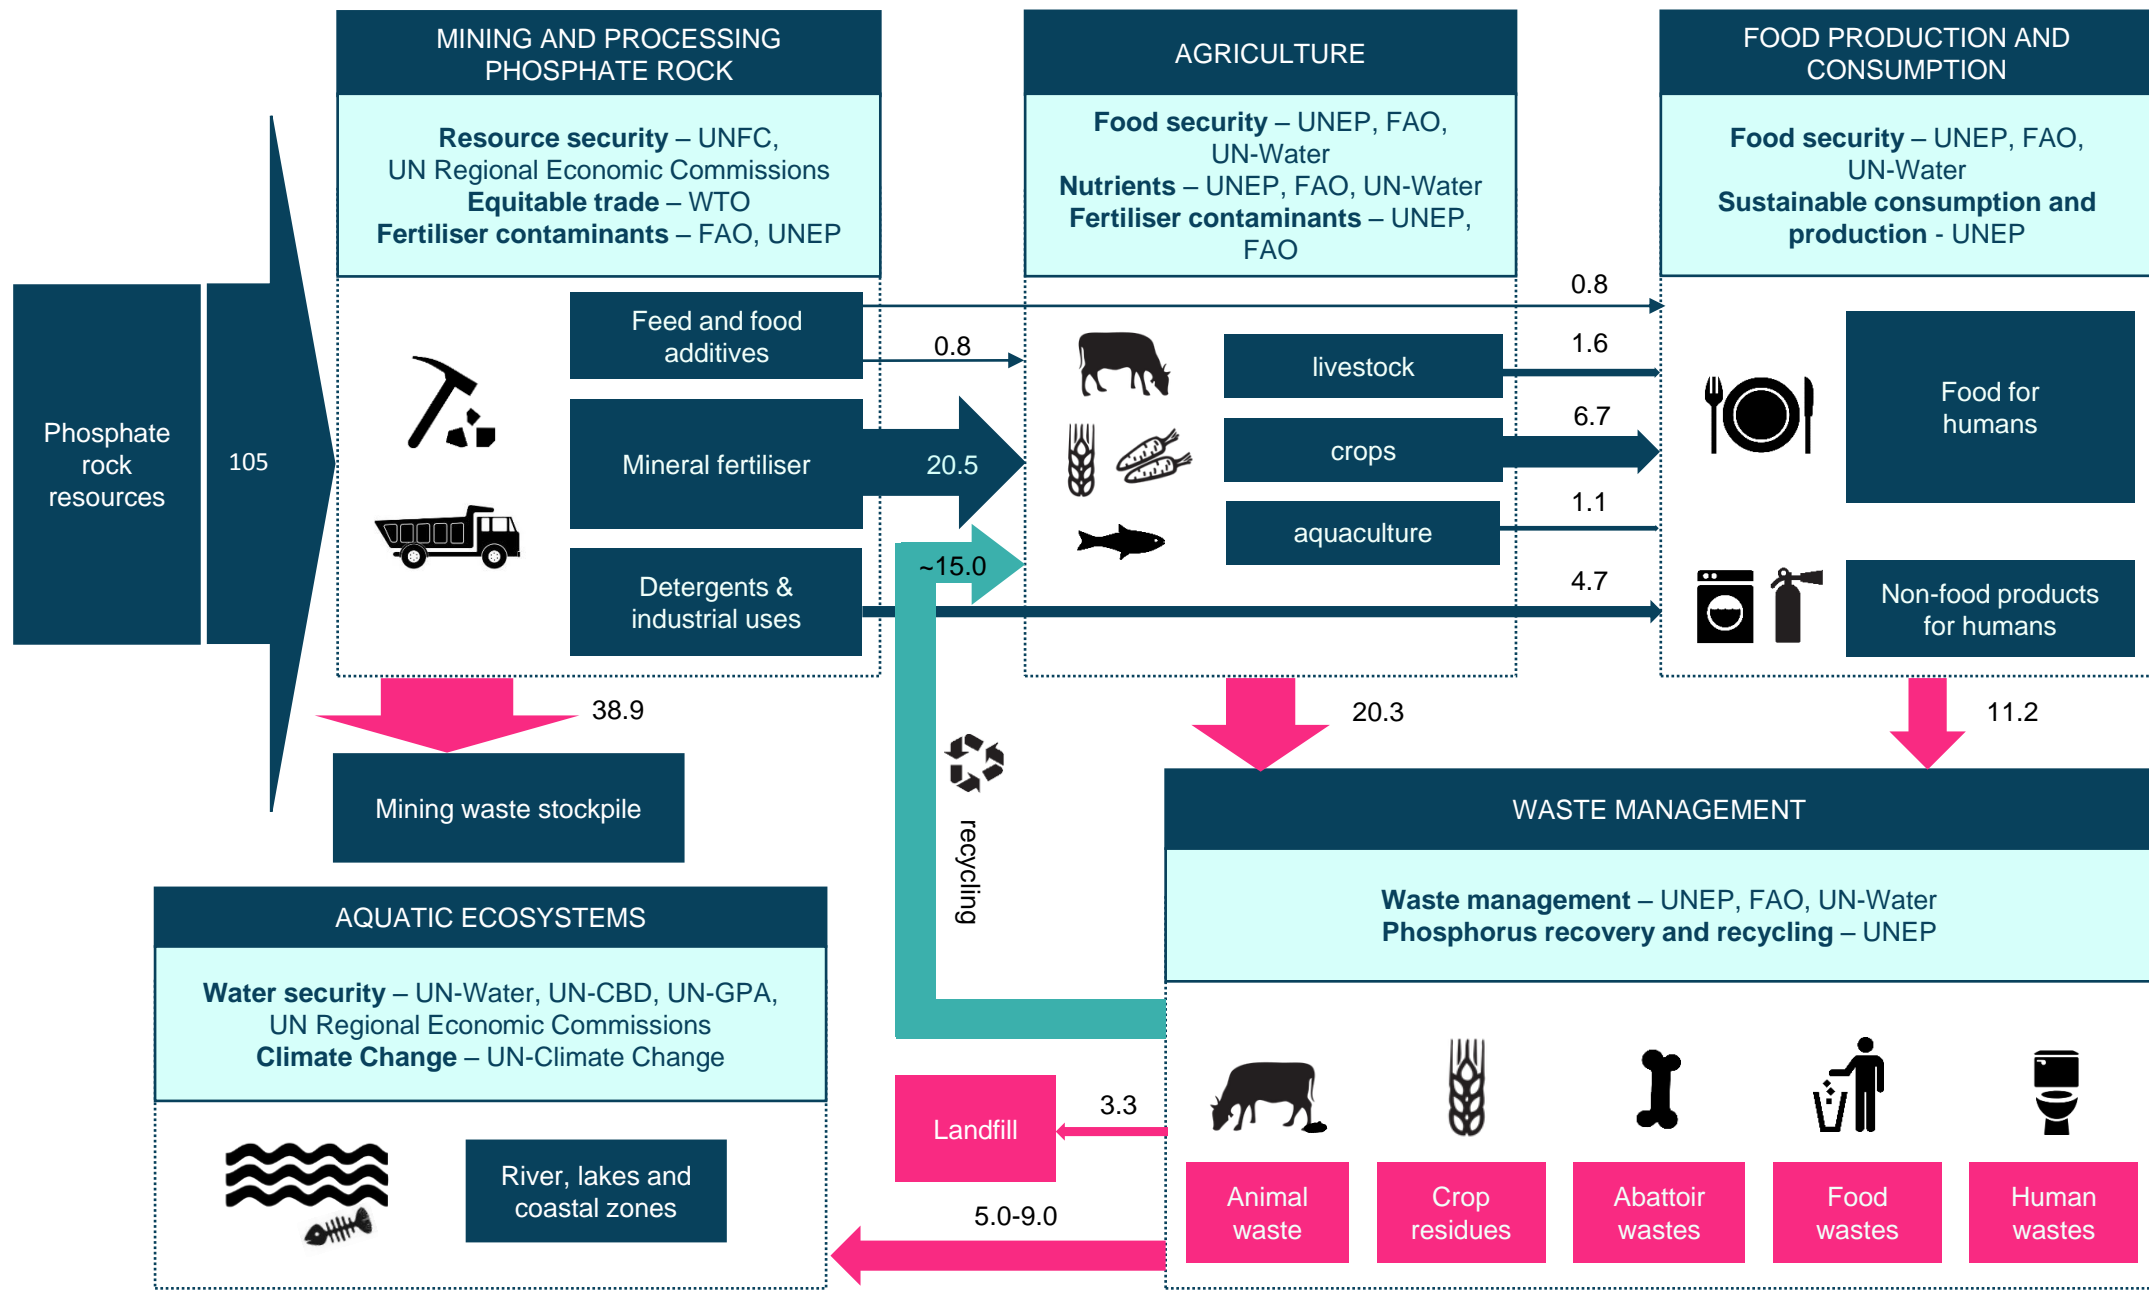 MINING AND PROCESSING
PHOSPHATE ROCK
Resource security – UNFC,
UN Regional Economic Commissions
Equitable trade – WTO
Fertiliser contaminants – FAO, UNEP
AGRICULTURE
Food security – UNEP, FAO,
UN-Water
Nutrients – UNEP, FAO, UN-Water
Fertiliser contaminants – UNEP,
FAO
FOOD PRODUCTION AND
CONSUMPTION
Food security – UNEP, FAO,
UN-Water
Sustainable consumption and
production - UNEP
Phosphate
rock
resources
105
Feed and food
additives
Mineral fertiliser
Detergents &
industrial uses
0.8
20.5
~15.0
livestock
crops
aquaculture
0.8
1.6
6.7
1.1
4.7
Food for
humans
Non-food products
for humans
38.9
20.3
11.2
Mining waste stockpile
recycling
WASTE MANAGEMENT
Waste management – UNEP, FAO, UN-Water
Phosphorus recovery and recycling – UNEP
AQUATIC ECOSYSTEMS
Water security – UN-Water, UN-CBD, UN-GPA,
UN Regional Economic Commissions
Climate Change – UN-Climate Change
River, lakes and
coastal zones
Landfill
3.3
5.0-9.0
Animal
waste
Crop
residues
Abattoir
wastes
Food
wastes
Human
wastes